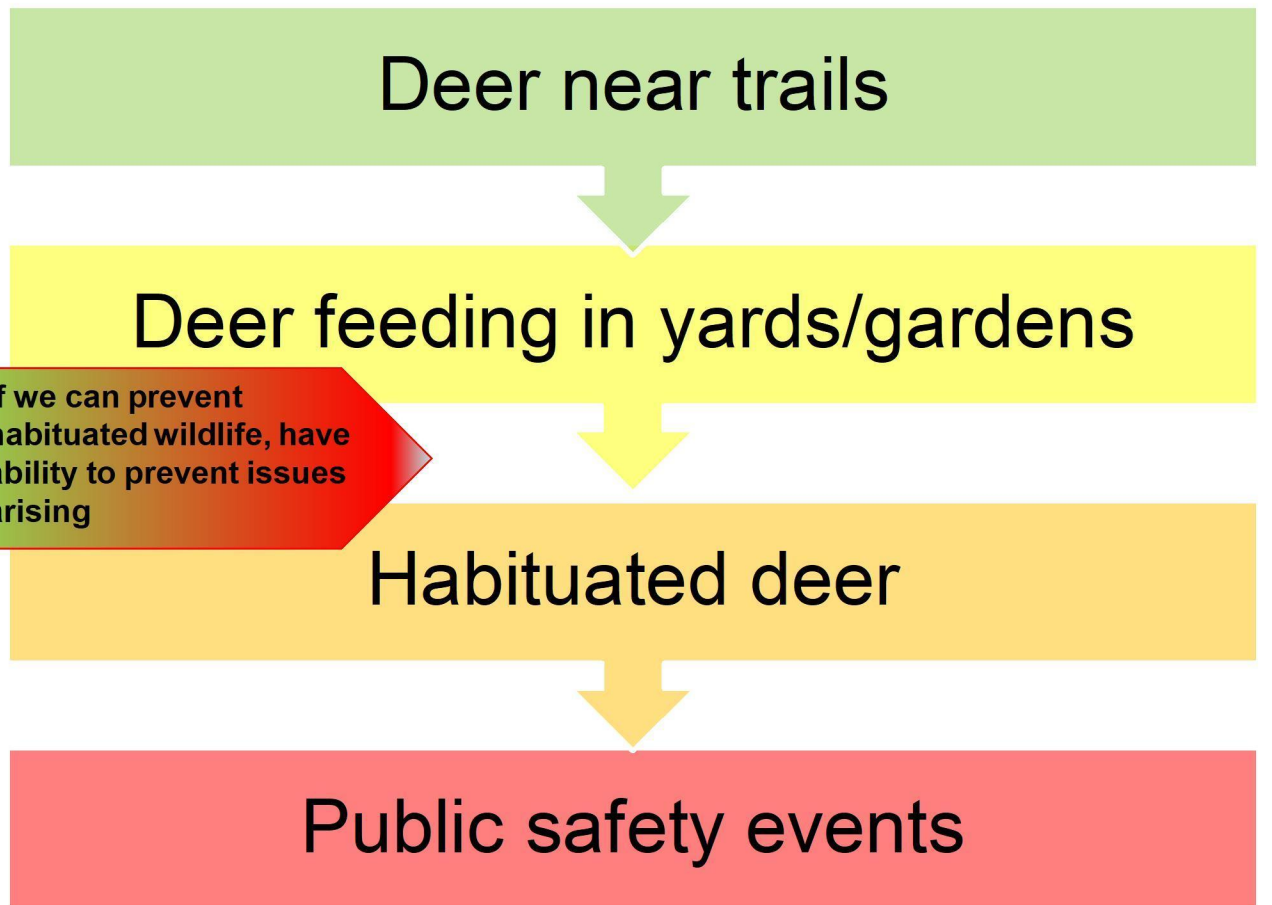 Deer near trails
Deer feeding in yards/gardens
f we can prevent
habituated wildlife, have
ability to prevent issues
arising
Habituated deer
Public safety events